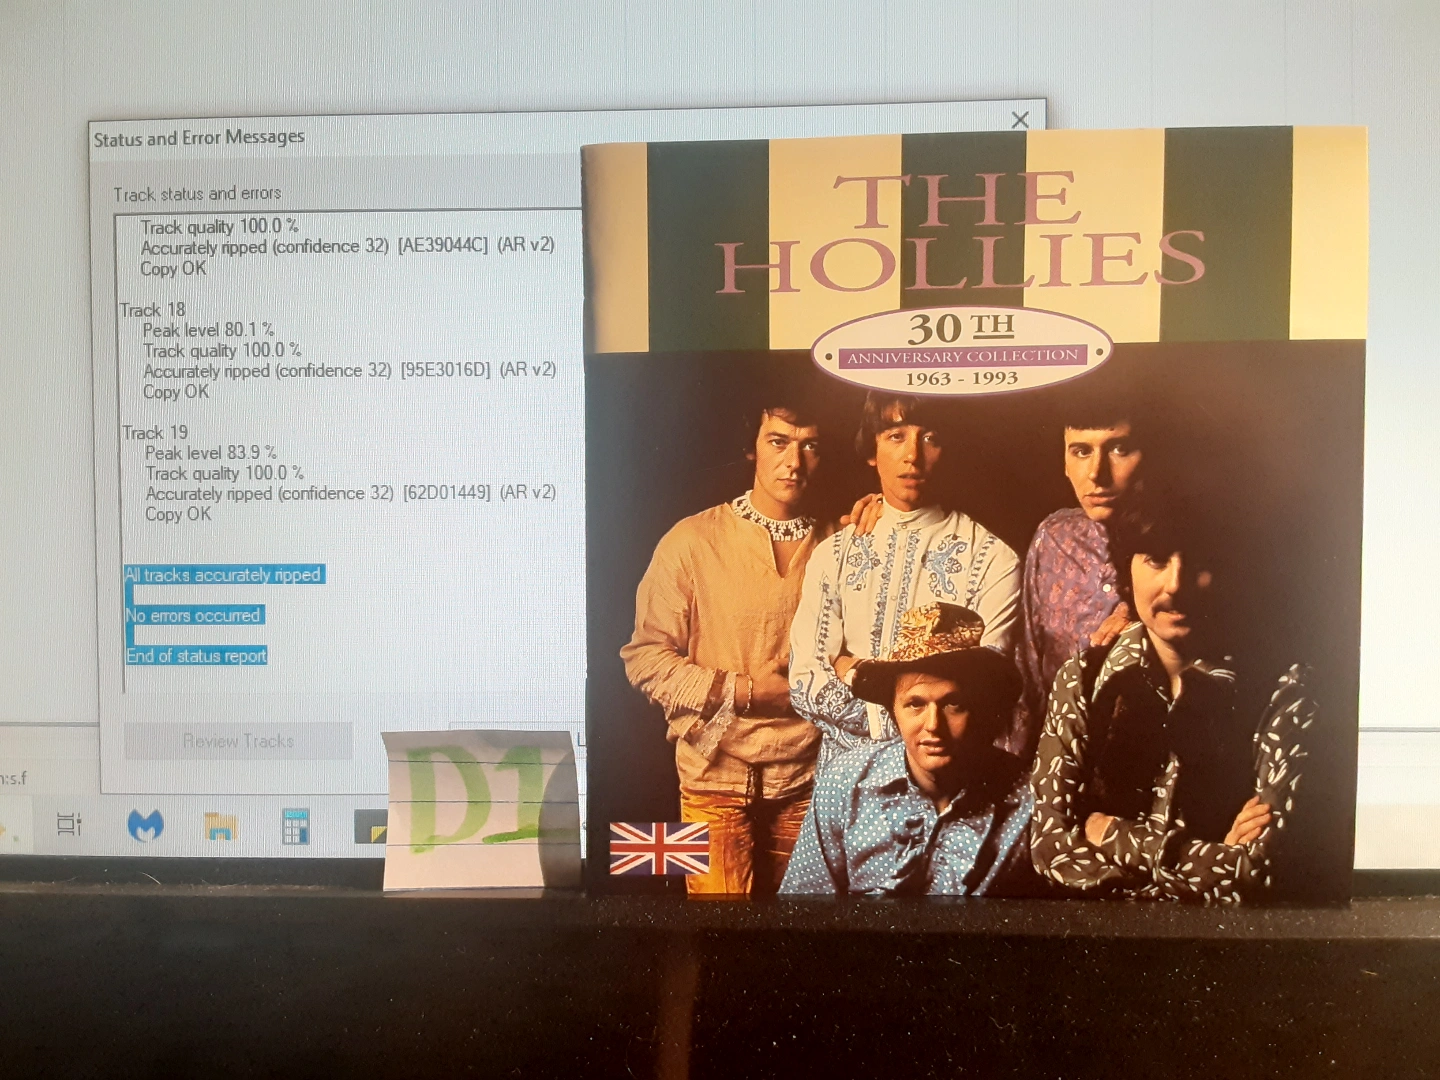 Status and Error Messages
Track status and errors
Track quality 100.0 %
Accurately ripped (confidence 32) [AE39044C] (AR v2)
Copy OK
Track 18
Peak level 80.1 %
Track quality 100.0 %
Accurately ripped (confidence 32) [95E3016D] (AR v2)
Copy OK
Track 19
Peak level 83.9 %
Track quality 100.0 %
Accurately ripped (confidence 32) [62D01449] (AR v2)
Copy OK
All tracks accurately ripped
No errors occurred
End of status report
Review Tracks
n:s.f
D1
THE
HOLLIES
30 TH
ANNIVERSARY COLLECTION
1963 - 1993